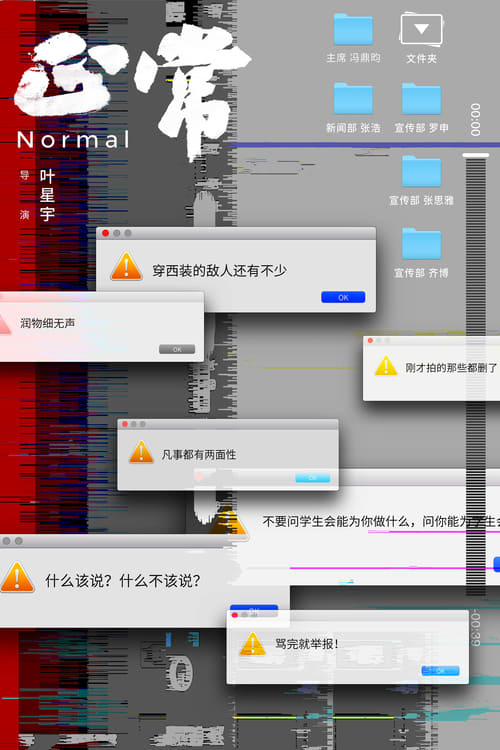 正常
Normal
导演
叶星宇
主席 冯鼎昀
文件夹
新闻部 张浩
宣传部 罗申
宣传部 张思雅
宣传部 齐博
00:00
穿西装的敌人还有不少
OK
润物细无声
OK
刚才拍的那些都删了
凡事都有两面性
OK
不要问学生会能为你做什么，问你能为学生会
什么该说？什么不该说？
OK
骂完就举报！
OK
-00:39